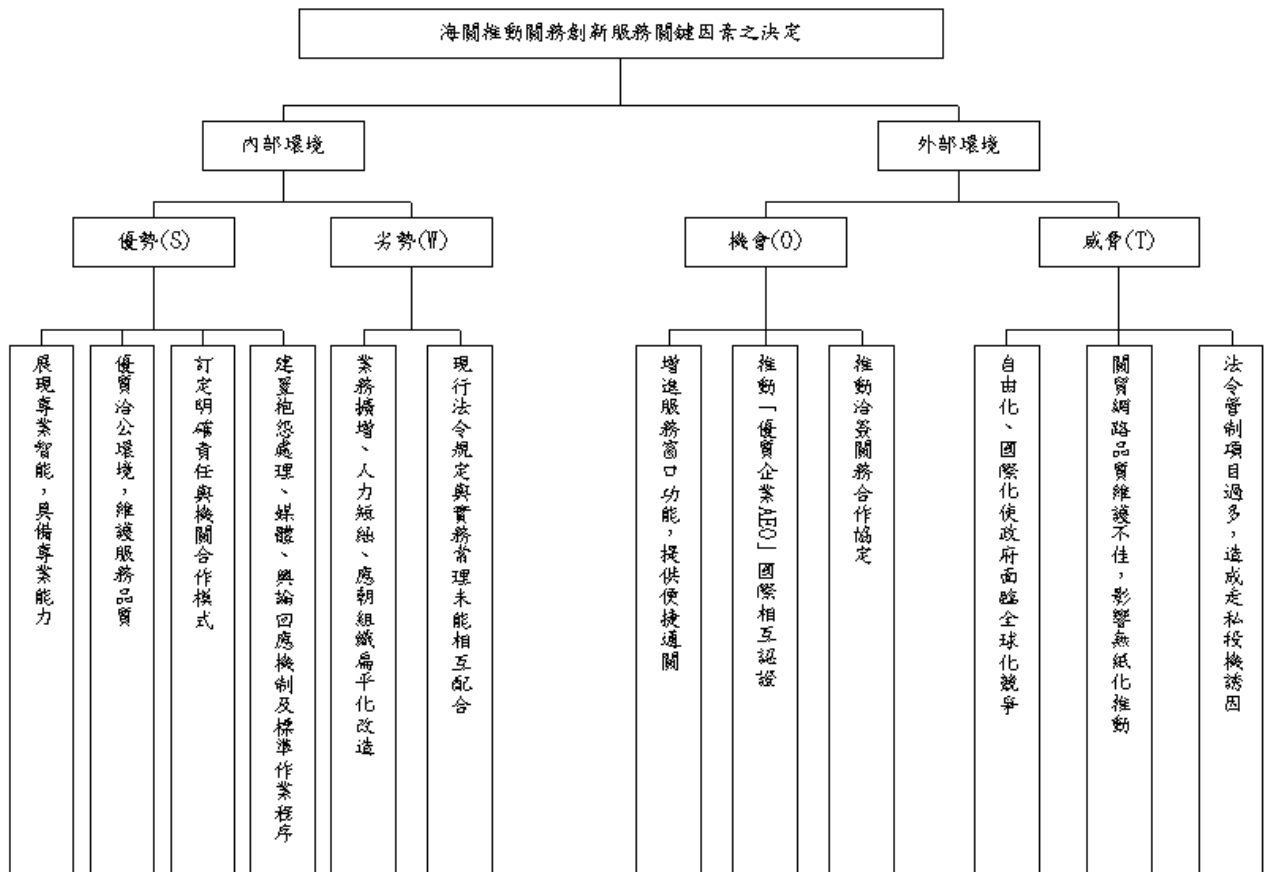 海關推動關務創新服務關鍵因素之決定
內部環境
外部環境
優勢(S)
劣勢(W)
機會(O)
威脅(T)
展現專業智能，具備專業能力
優質洽公環境，維護服務品質
訂定明確責任與機關合作模式
建置抱怨處理、媒體、輿論回應機制及標準作業程序
業務擴增、人力短絀、應朝組織扁平化改造
現行法令規定與實務常理未能相互配合
增進服務窗口功能，提供便捷通關
推動「優質企業AEO」國際相互認證
推動洽簽關務合作協定
自由化、國際化使政府面臨全球化競爭
關貿網路品質維護不佳，影響無紙化推動
法令管制項目過多，造成走私投機誘因